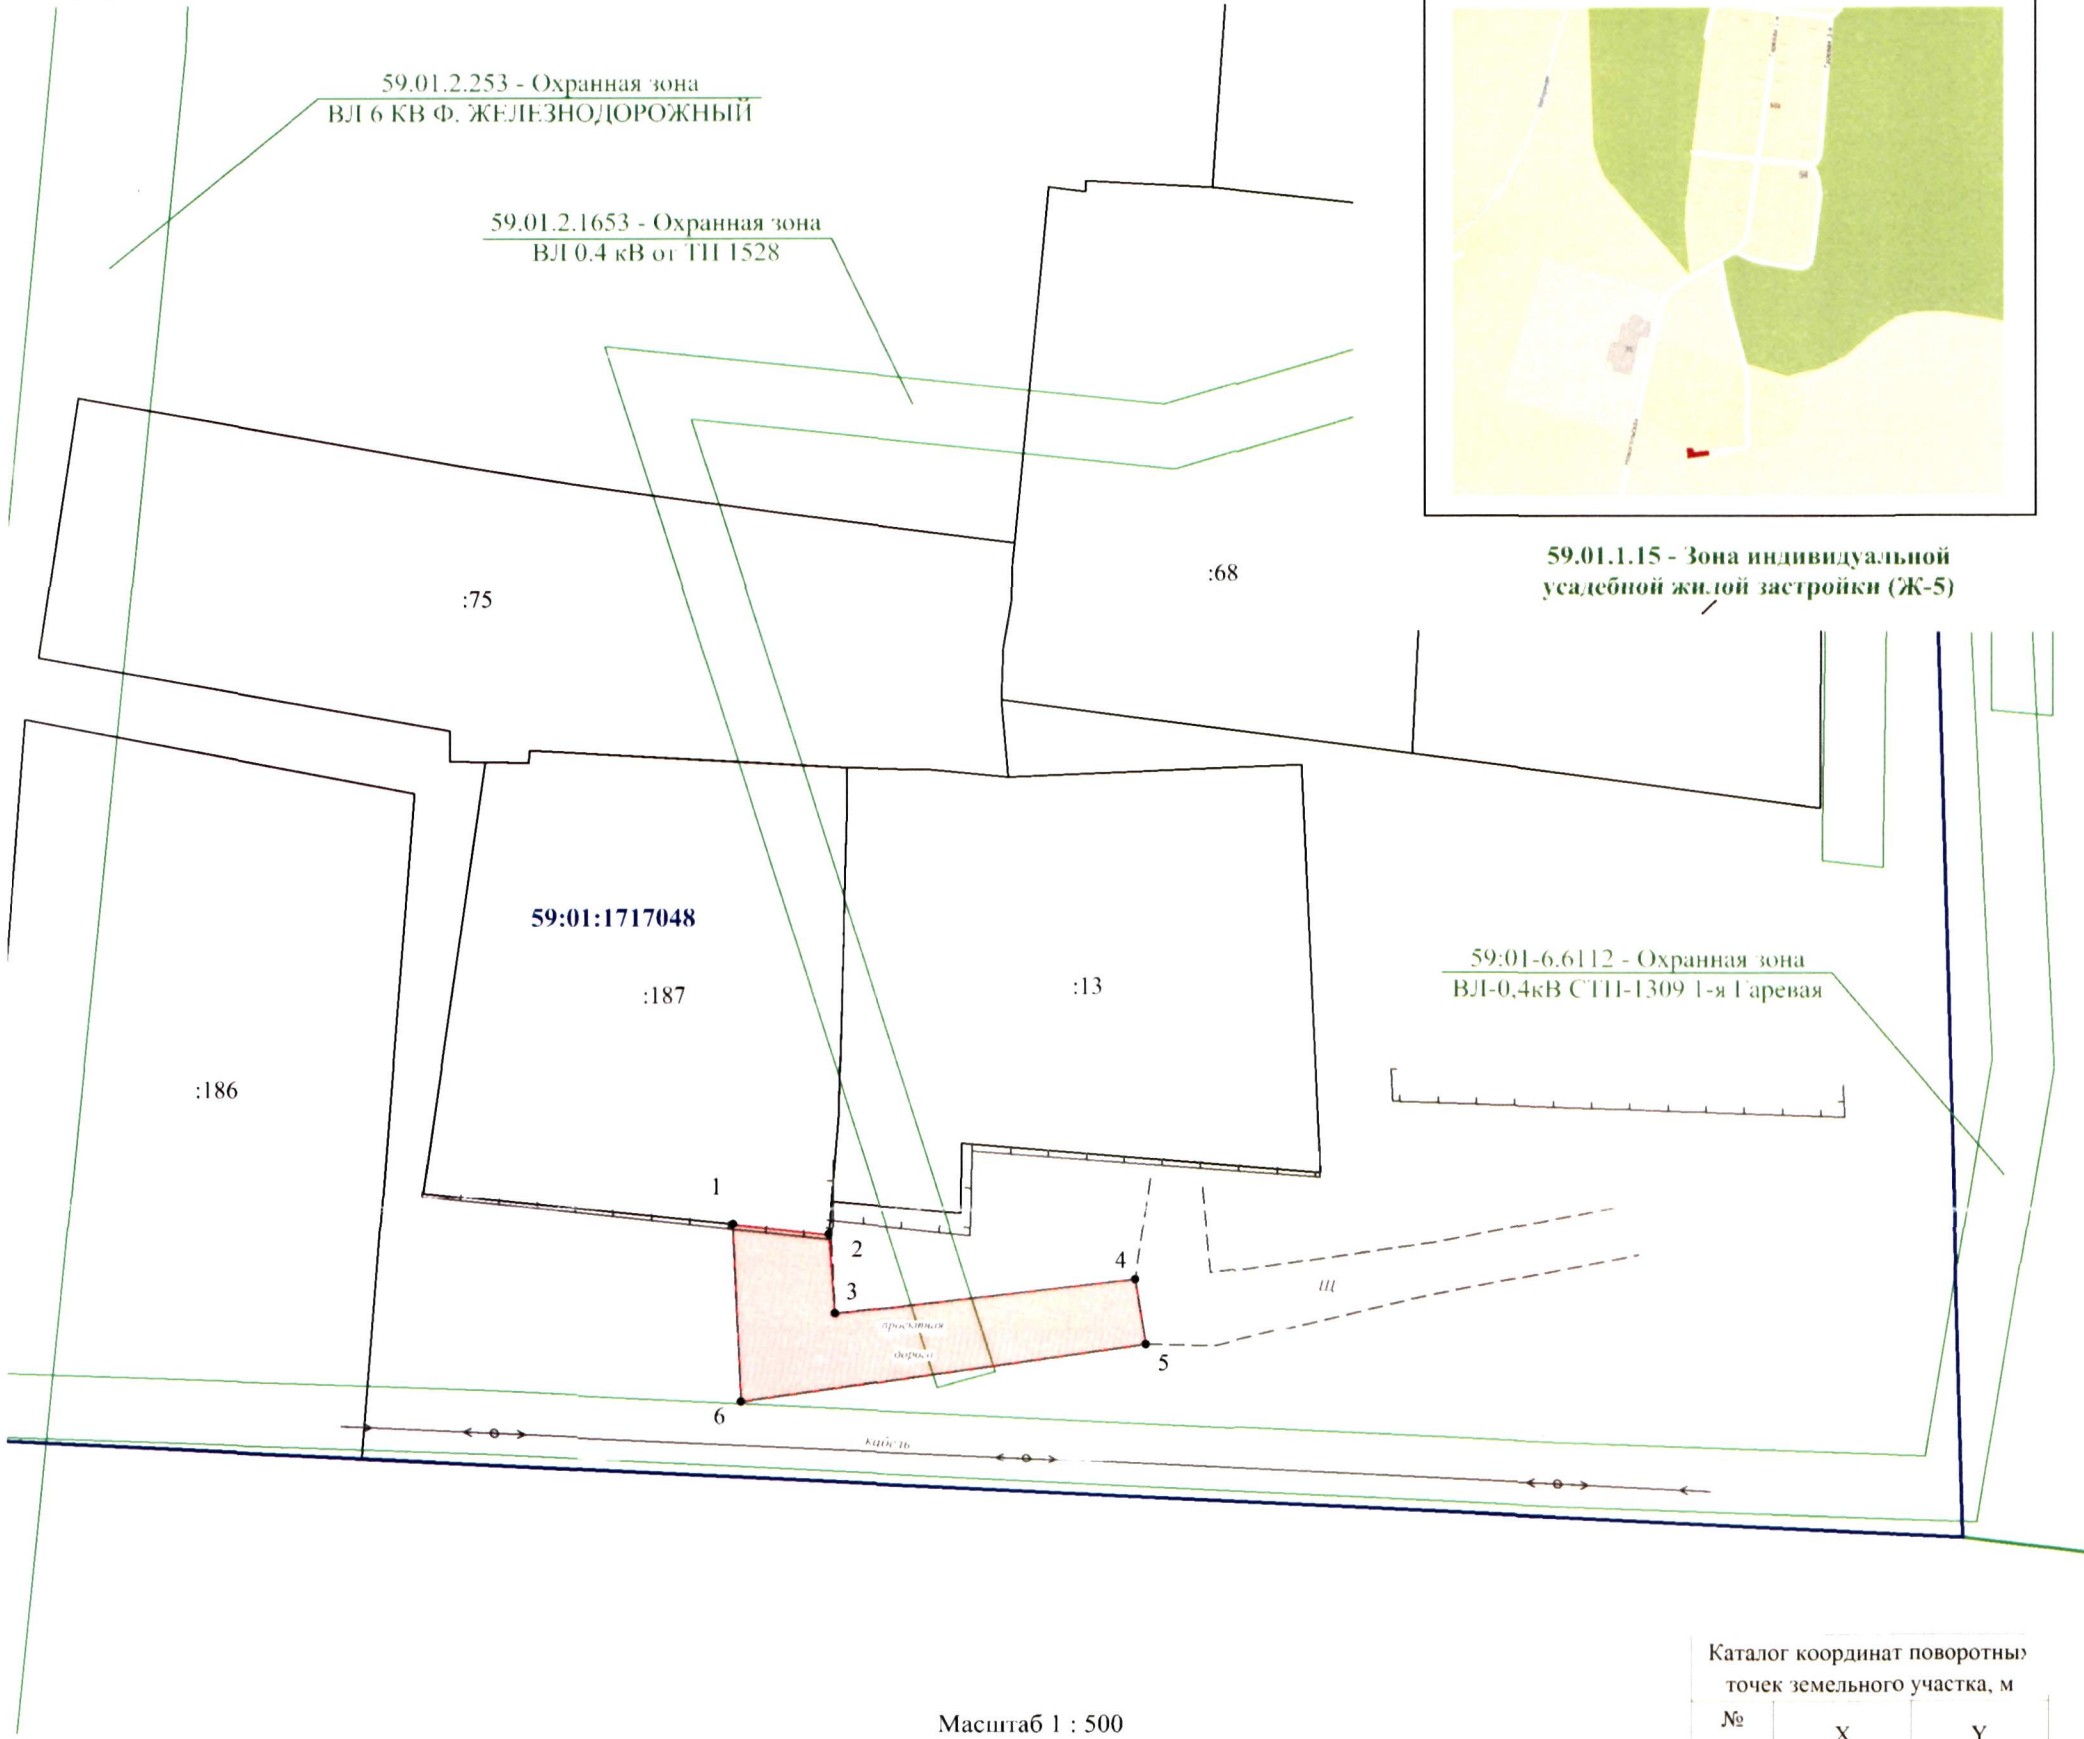 59.01.2.253 - Охранная зона
ВЛ 6 КВ Ф. ЖЕЛЕЗНОДОРОЖНЫЙ
59.01.2.1653 - Охранная зона
ВЛ 0.4 кВ от ТП 1528
59.01.1.15 - Зона индивидуальной
усадебной жилой застройки (Ж-5)
:75
:68
59:01:1717048
:187
:13
59:01-6.6112 - Охранная зона
ВЛ-0,4кВ СТП-1309 1-я Гаревая
:186
1
2
3
4
5
6
Щ
проектная
дорога
кабель
Масштаб 1 : 500
Каталог координат поворотных
точек земельного участка, м
№
X
Y